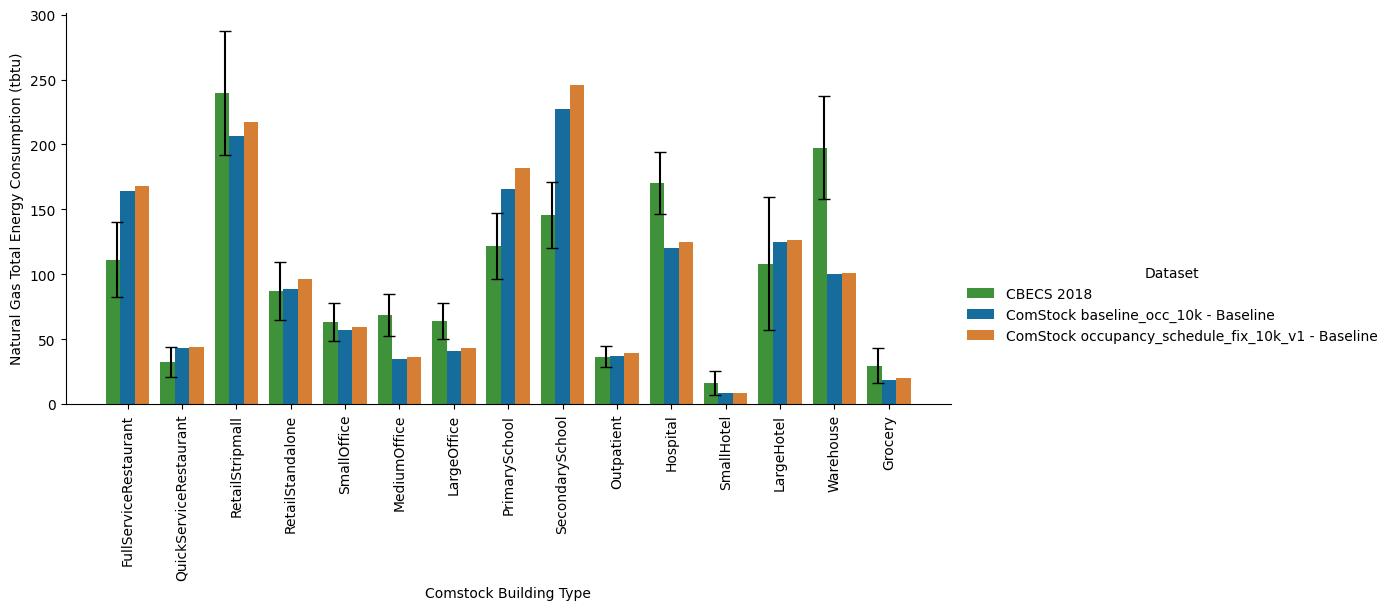 300
250
200
150
100
50
0
Natural Gas Total Energy Consumption (tbtu)
FullServiceRestaurant
QuickServiceRestaurant
RetailStripmall
RetailStandalone
SmallOffice
MediumOffice
LargeOffice
PrimarySchool
SecondarySchool
Outpatient
Hospital
SmallHotel
LargeHotel
Warehouse
Grocery
Comstock Building Type
Dataset
CBECS 2018
ComStock baseline_occ_10k - Baseline
ComStock occupancy_schedule_fix_10k_v1 - Baseline